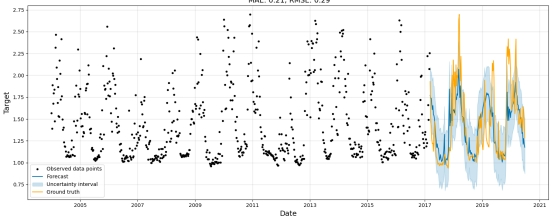 MAE: 0.21, RMSE: 0.29
2.75
2.50
2.25
2.00
1.75
1.50
1.25
1.00
0.75
Target
Observed data points
Forecast
Uncertainty interval
Ground truth
2005
2007
2009
2011
2013
2015
2017
2019
2021
Date